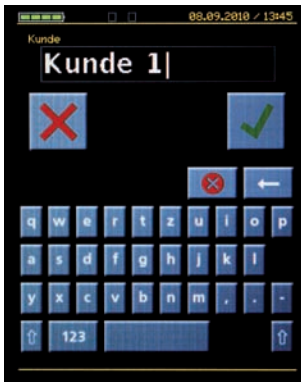 08.09.2010 / 13:45
Kunde
Kunde 1
q w e r t z u i o p
a s d f g h j k l
y x c v b n m , . -
123